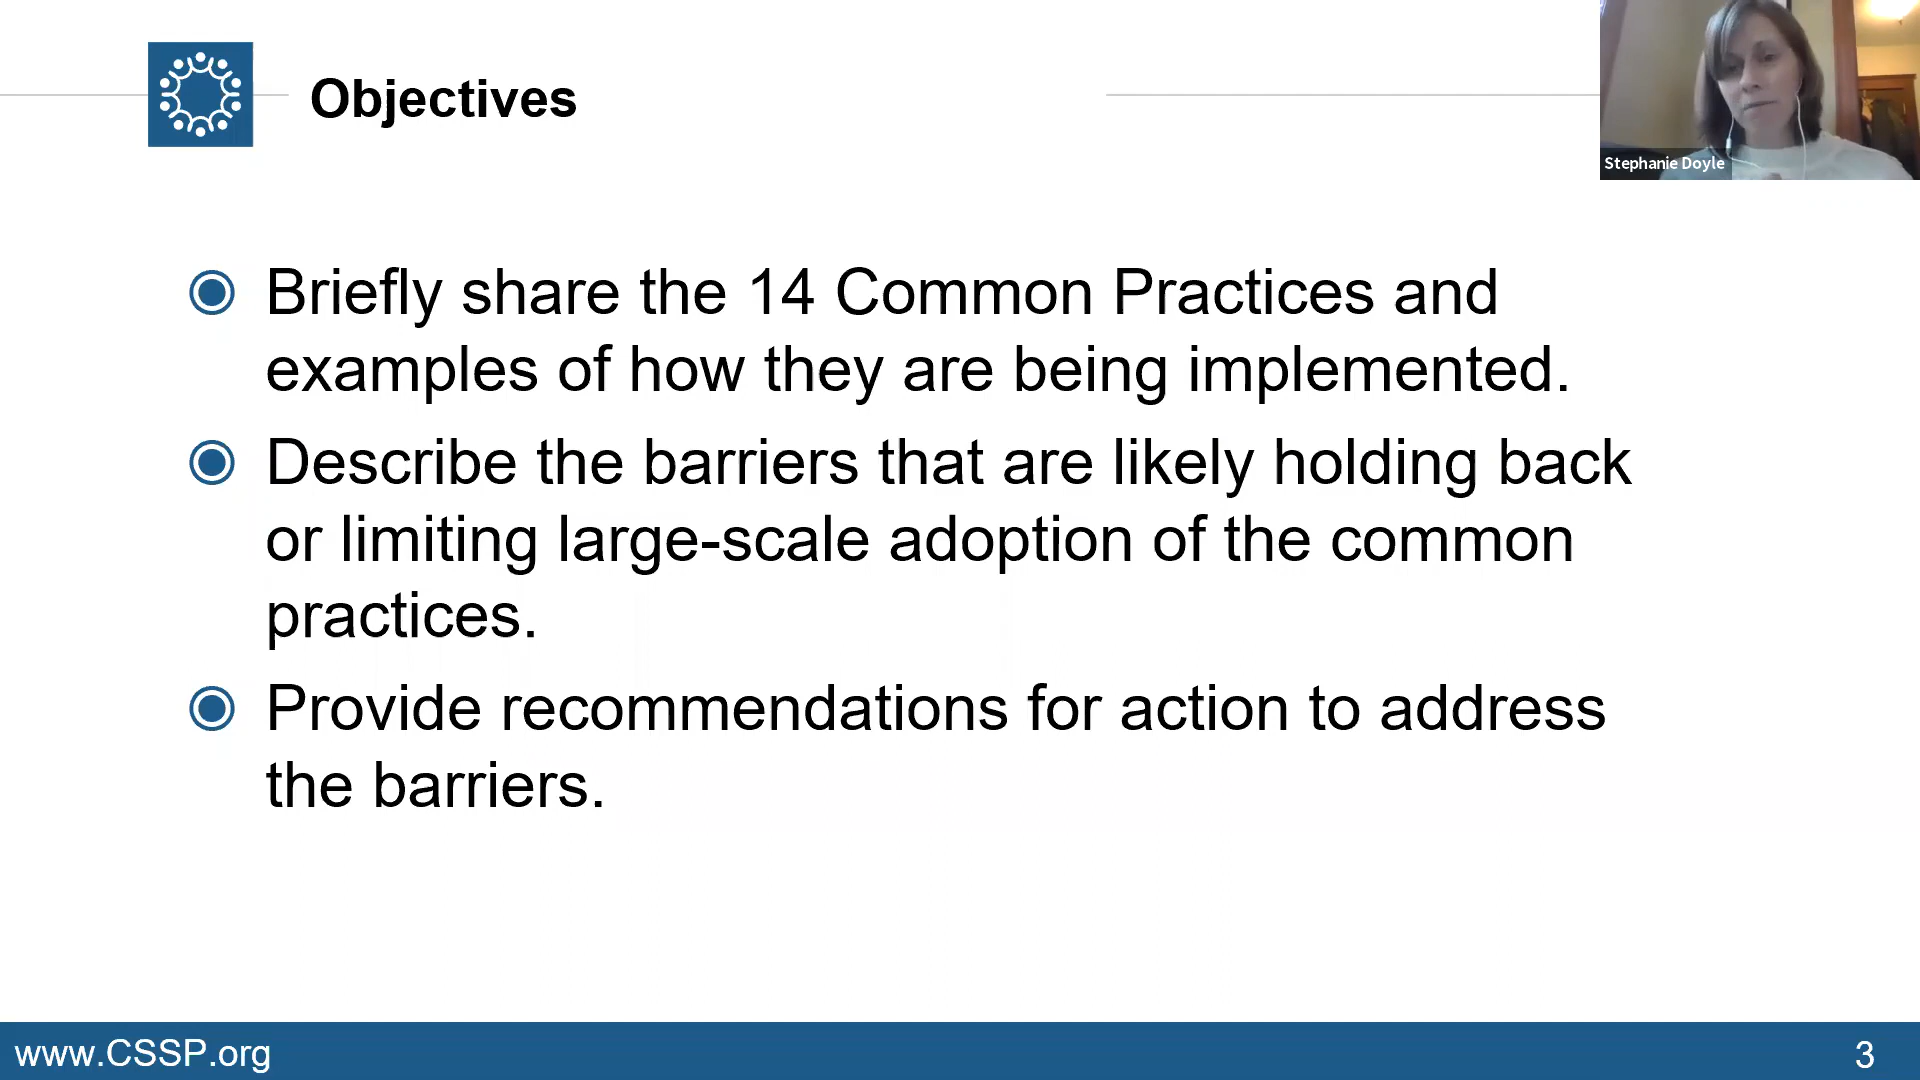 Objectives
Stephanie Doyle
Briefly share the 14 Common Practices and
examples of how they are being implemented.
Describe the barriers that are likely holding back
or limiting large-scale adoption of the common
practices.
Provide recommendations for action to address
the barriers.
www.CSSP.org
3